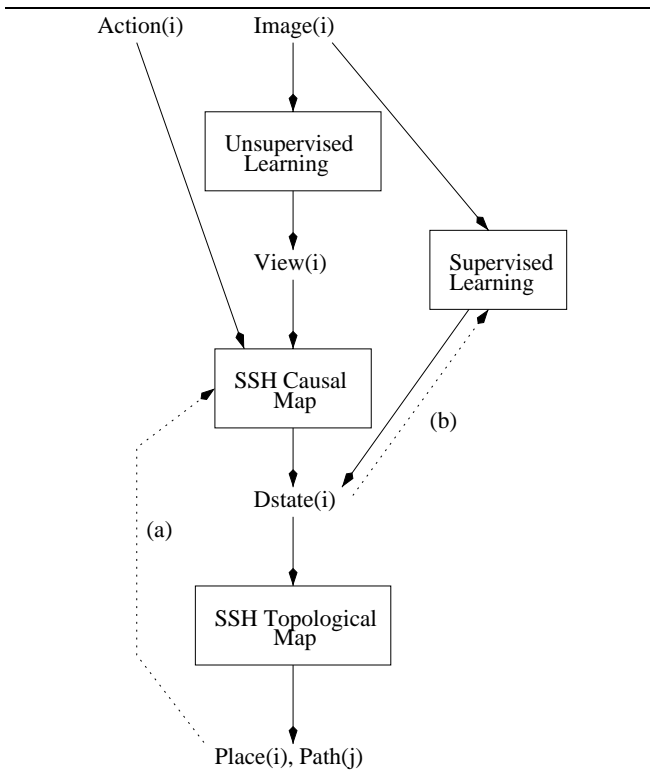 Action(i)
Image(i)
Unsupervised
Learning
View(i)
Supervised
Learning
SSH Causal
Map
(b)
Dstate(i)
(a)
SSH Topological
Map
Place(i), Path(j)